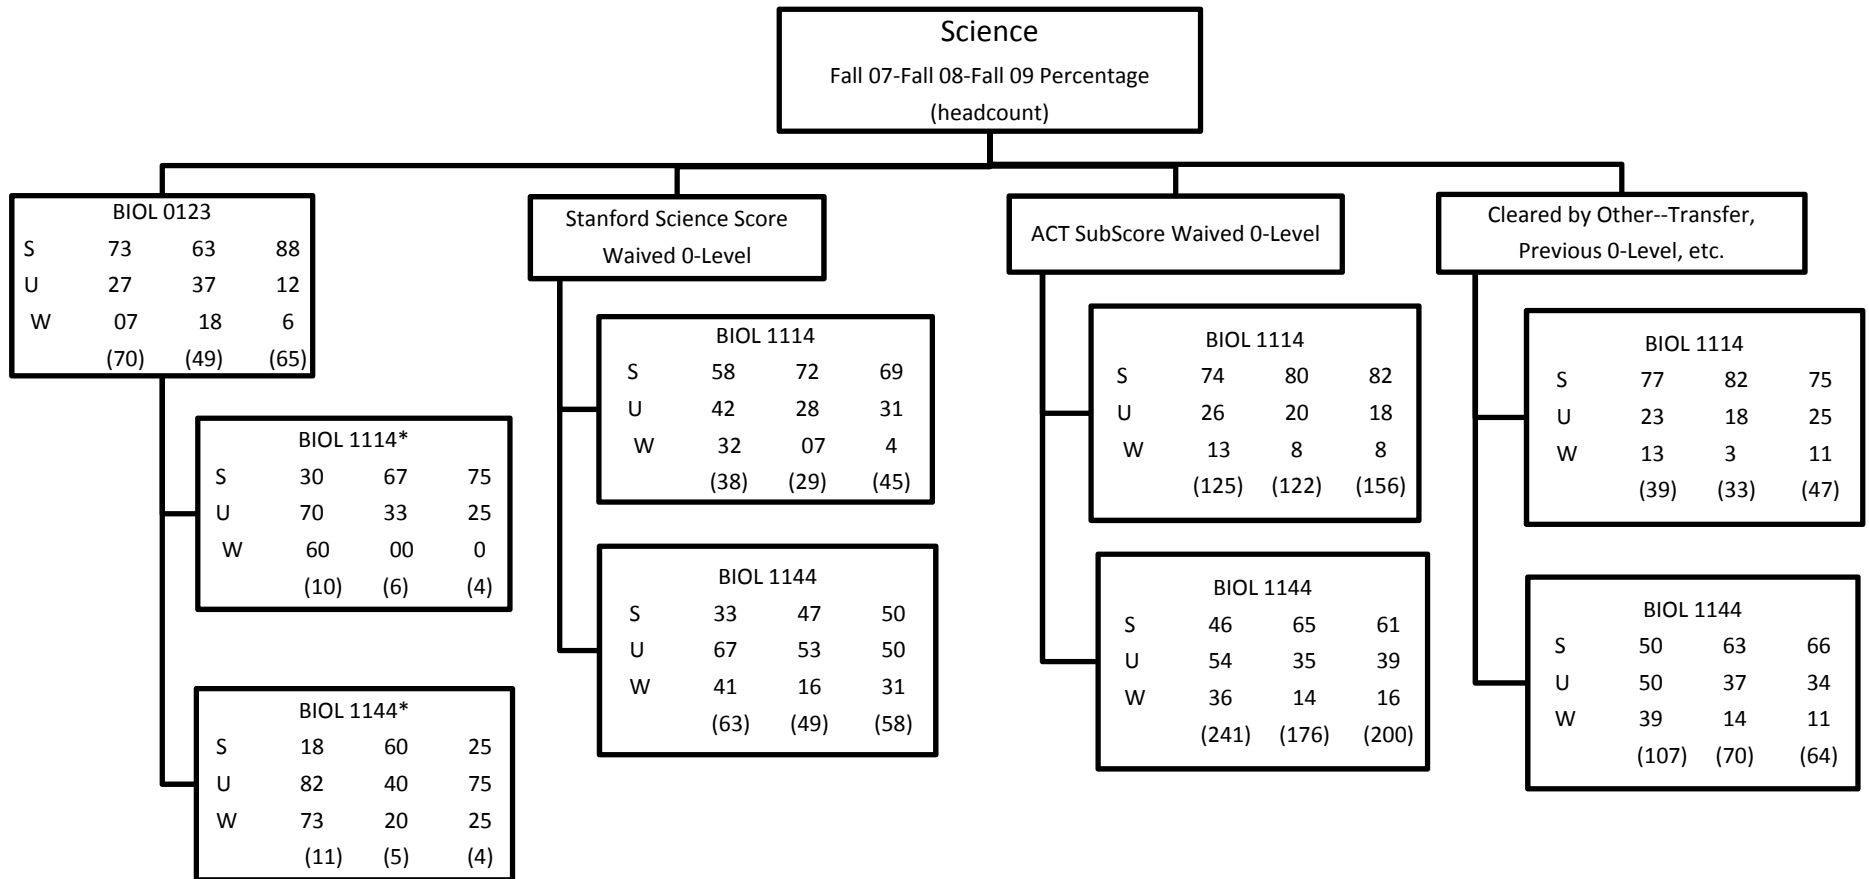 Science
Fall 07-Fall 08-Fall 09 Percentage
(headcount)
BIOL 0123
S 73 63 88
U 27 37 12
W 07 18 6
(70) (49) (65)
BIOL 1114*
S 30 67 75
U 70 33 25
W 60 00 0
(10) (6) (4)
BIOL 1144*
S 18 60 25
U 82 40 75
W 73 20 25
(11) (5) (4)
Stanford Science Score
Waived 0-Level
BIOL 1114
S 58 72 69
U 42 28 31
W 32 07 4
(38) (29) (45)
BIOL 1144
S 33 47 50
U 67 53 50
W 41 16 31
(63) (49) (58)
ACT SubScore Waived 0-Level
BIOL 1114
S 74 80 82
U 26 20 18
W 13 8 8
(125) (122) (156)
BIOL 1144
S 46 65 61
U 54 35 39
W 36 14 16
(241) (176) (200)
Cleared by Other--Transfer,
Previous 0-Level, etc.
BIOL 1114
S 77 82 75
U 23 18 25
W 13 3 11
(39) (33) (47)
BIOL 1144
S 50 63 66
U 50 37 34
W 39 14 11
(107) (70) (64)